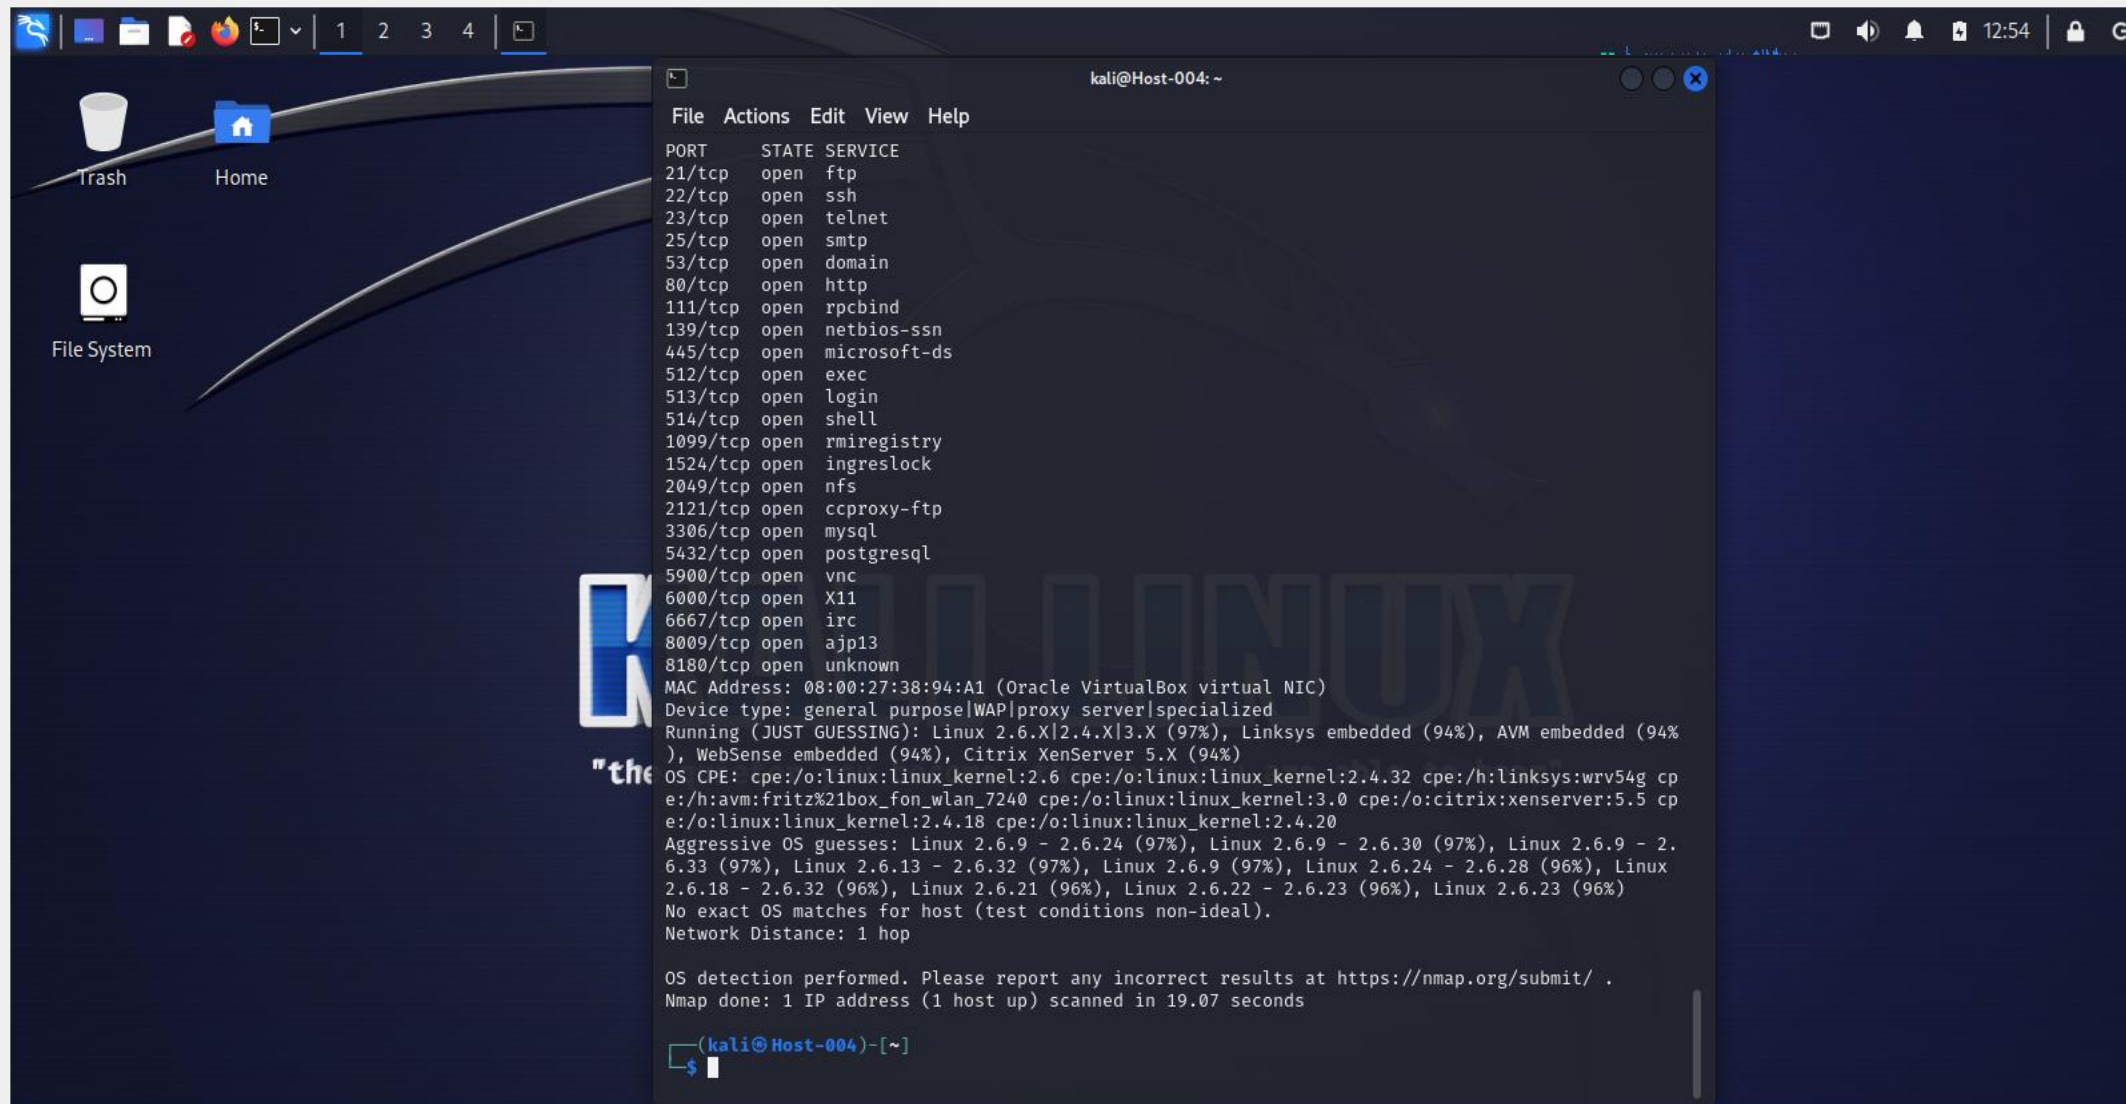 1 2 3 4
12:54
G
Trash
Home
File System
"the
kali@Host-004: ~
File Actions Edit View Help
PORT     STATE SERVICE
21/tcp   open  ftp
22/tcp   open  ssh
23/tcp   open  telnet
25/tcp   open  smtp
53/tcp   open  domain
80/tcp   open  http
111/tcp  open  rpcbind
139/tcp  open  netbios-ssn
445/tcp  open  microsoft-ds
512/tcp  open  exec
513/tcp  open  login
514/tcp  open  shell
1099/tcp open  rmiregistry
1524/tcp open  ingreslock
2049/tcp open  nfs
2121/tcp open  ccproxy-ftp
3306/tcp open  mysql
5432/tcp open  postgresql
5900/tcp open  vnc
6000/tcp open  X11
6667/tcp open  irc
8009/tcp open  ajp13
8180/tcp open  unknown
MAC Address: 08:00:27:38:94:A1 (Oracle VirtualBox virtual NIC)
Device type: general purpose|WAP|proxy server|specialized
Running (JUST GUESSING): Linux 2.6.X|2.4.X|3.X (97%), Linksys embedded (94%), AVM embedded (94%
), WebSense embedded (94%), Citrix XenServer 5.X (94%)
OS CPE: cpe:/o:linux:linux_kernel:2.6 cpe:/o:linux:linux_kernel:2.4.32 cpe:/h:linksys:wrv54g cp
e:/h:avm:fritz%21box_fon_wlan_7240 cpe:/o:linux:linux_kernel:3.0 cpe:/o:citrix:xenserver:5.5 cp
e:/o:linux:linux_kernel:2.4.18 cpe:/o:linux:linux_kernel:2.4.20
Aggressive OS guesses: Linux 2.6.9 - 2.6.24 (97%), Linux 2.6.9 - 2.6.30 (97%), Linux 2.6.9 - 2.
6.33 (97%), Linux 2.6.13 - 2.6.32 (97%), Linux 2.6.9 (97%), Linux 2.6.24 - 2.6.28 (96%), Linux
2.6.18 - 2.6.32 (96%), Linux 2.6.21 (96%), Linux 2.6.22 - 2.6.23 (96%), Linux 2.6.23 (96%)
No exact OS matches for host (test conditions non-ideal).
Network Distance: 1 hop
OS detection performed. Please report any incorrect results at https://nmap.org/submit/ .
Nmap done: 1 IP address (1 host up) scanned in 19.07 seconds
┌──(kali㉿Host-004)-[~]
└─$
KALI LINUX